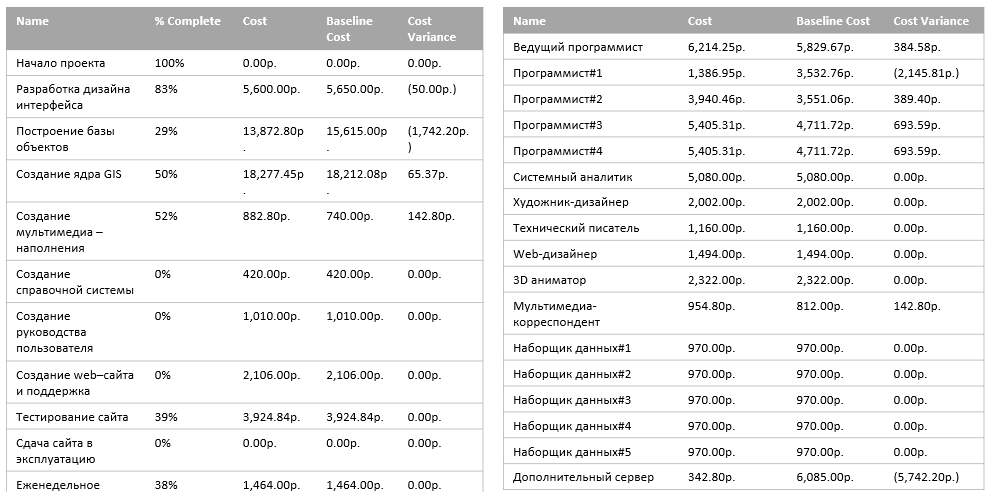 Name % Complete Cost Baseline Cost Cost Variance
Начало проекта 100% 0.00р. 0.00р. 0.00р.
Разработка дизайна интерфейса 83% 5,600.00р. 5,650.00р. (50.00р.)
Построение базы объектов 29% 13,872.80р. 15,615.00р. (1,742.20р.)
Создание ядра GIS 50% 18,277.45р. 18,212.08р. 65.37р.
Создание мультимедиа – наполнения 52% 882.80р. 740.00р. 142.80р.
Создание справочной системы 0% 420.00р. 420.00р. 0.00р.
Создание руководства пользователя 0% 1,010.00р. 1,010.00р. 0.00р.
Создание web–сайта и поддержка 0% 2,106.00р. 2,106.00р. 0.00р.
Тестирование сайта 39% 3,924.84р. 3,924.84р. 0.00р.
Сдача сайта в эксплуатацию 0% 0.00р. 0.00р. 0.00р.
Еженедельное 38% 1,464.00р. 1,464.00р. 0.00р.
Name Cost Baseline Cost Cost Variance
Ведущий программист 6,214.25р. 5,829.67р. 384.58р.
Программист#1 1,386.95р. 3,532.76р. (2,145.81р.)
Программист#2 3,940.46р. 3,551.06р. 389.40р.
Программист#3 5,405.31р. 4,711.72р. 693.59р.
Программист#4 5,405.31р. 4,711.72р. 693.59р.
Системный аналитик 5,080.00р. 5,080.00р. 0.00р.
Художник-дизайнер 2,002.00р. 2,002.00р. 0.00р.
Технический писатель 1,160.00р. 1,160.00р. 0.00р.
Web-дизайнер 1,494.00р. 1,494.00р. 0.00р.
3D аниматор 2,322.00р. 2,322.00р. 0.00р.
Мультимедиа-корреспондент 954.80р. 812.00р. 142.80р.
Наборщик данных#1 970.00р. 970.00р. 0.00р.
Наборщик данных#2 970.00р. 970.00р. 0.00р.
Наборщик данных#3 970.00р. 970.00р. 0.00р.
Наборщик данных#4 970.00р. 970.00р. 0.00р.
Наборщик данных#5 970.00р. 970.00р. 0.00р.
Дополнительный сервер 342.80р. 6,085.00р. (5,742.20р.)